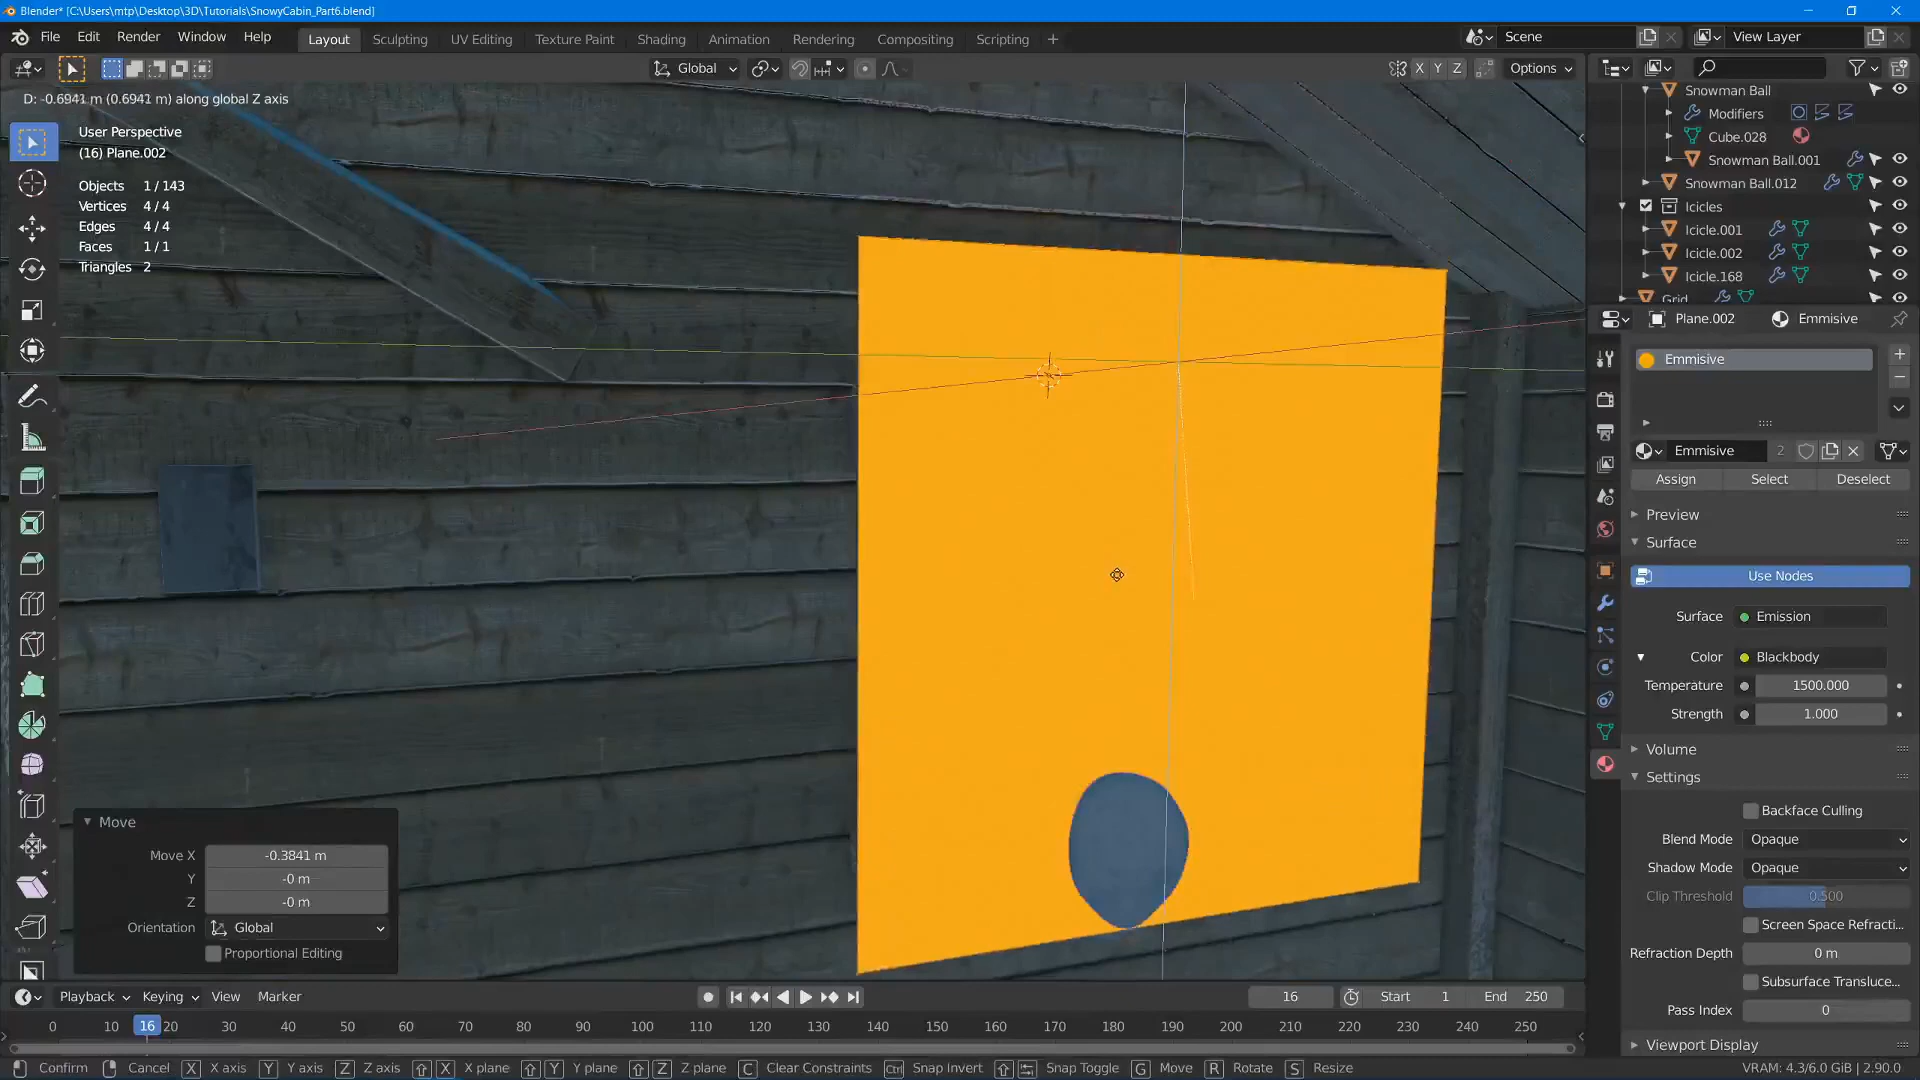 Blender* [C:\Users\mtp\Desktop\3D\Tutorials\SnowyCabin_Part6.blend]
File Edit Render Window Help Layout Sculpting UV Editing Texture Paint Shading Animation Rendering Compositing Scripting + Scene View Layer
Global X Y Z Options
D: -0.6941 m (0.6941 m) along global Z axis
User Perspective
(16) Plane.002
Objects 1 / 143
Vertices 4 / 4
Edges 4 / 4
Faces 1 / 1
Triangles 2
Snowman Ball
Modifiers
Cube.028
Snowman Ball.001
Snowman Ball.012
Icicles
Icicle.001
Icicle.002
Icicle.168
Grid
Plane.002 Emmisive
Emmisive
Emmisive 2
Assign Select Deselect
Preview
Surface
Use Nodes
Surface Emission
Color Blackbody
Temperature 1500.000
Strength 1.000
Volume
Settings
Backface Culling
Blend Mode Opaque
Shadow Mode Opaque
Clip Threshold 0.500
Screen Space Refracti...
Refraction Depth 0 m
Subsurface Transluce...
Pass Index 0
Viewport Display
Move
Move X -0.3841 m
Y -0 m
Z -0 m
Orientation Global
Proportional Editing
Playback Keying View Marker 16 Start 1 End 250
0 10 16 20 30 40 50 60 70 80 90 100 110 120 130 140 150 160 170 180 190 200 210 220 230 240 250
Confirm Cancel X X axis Y Y axis Z Z axis X X plane Y Y plane Z Z plane C Clear Constraints Ctrl Snap Invert Snap Toggle G Move R Rotate S Resize VRAM: 4.3/6.0 GiB | 2.90.0